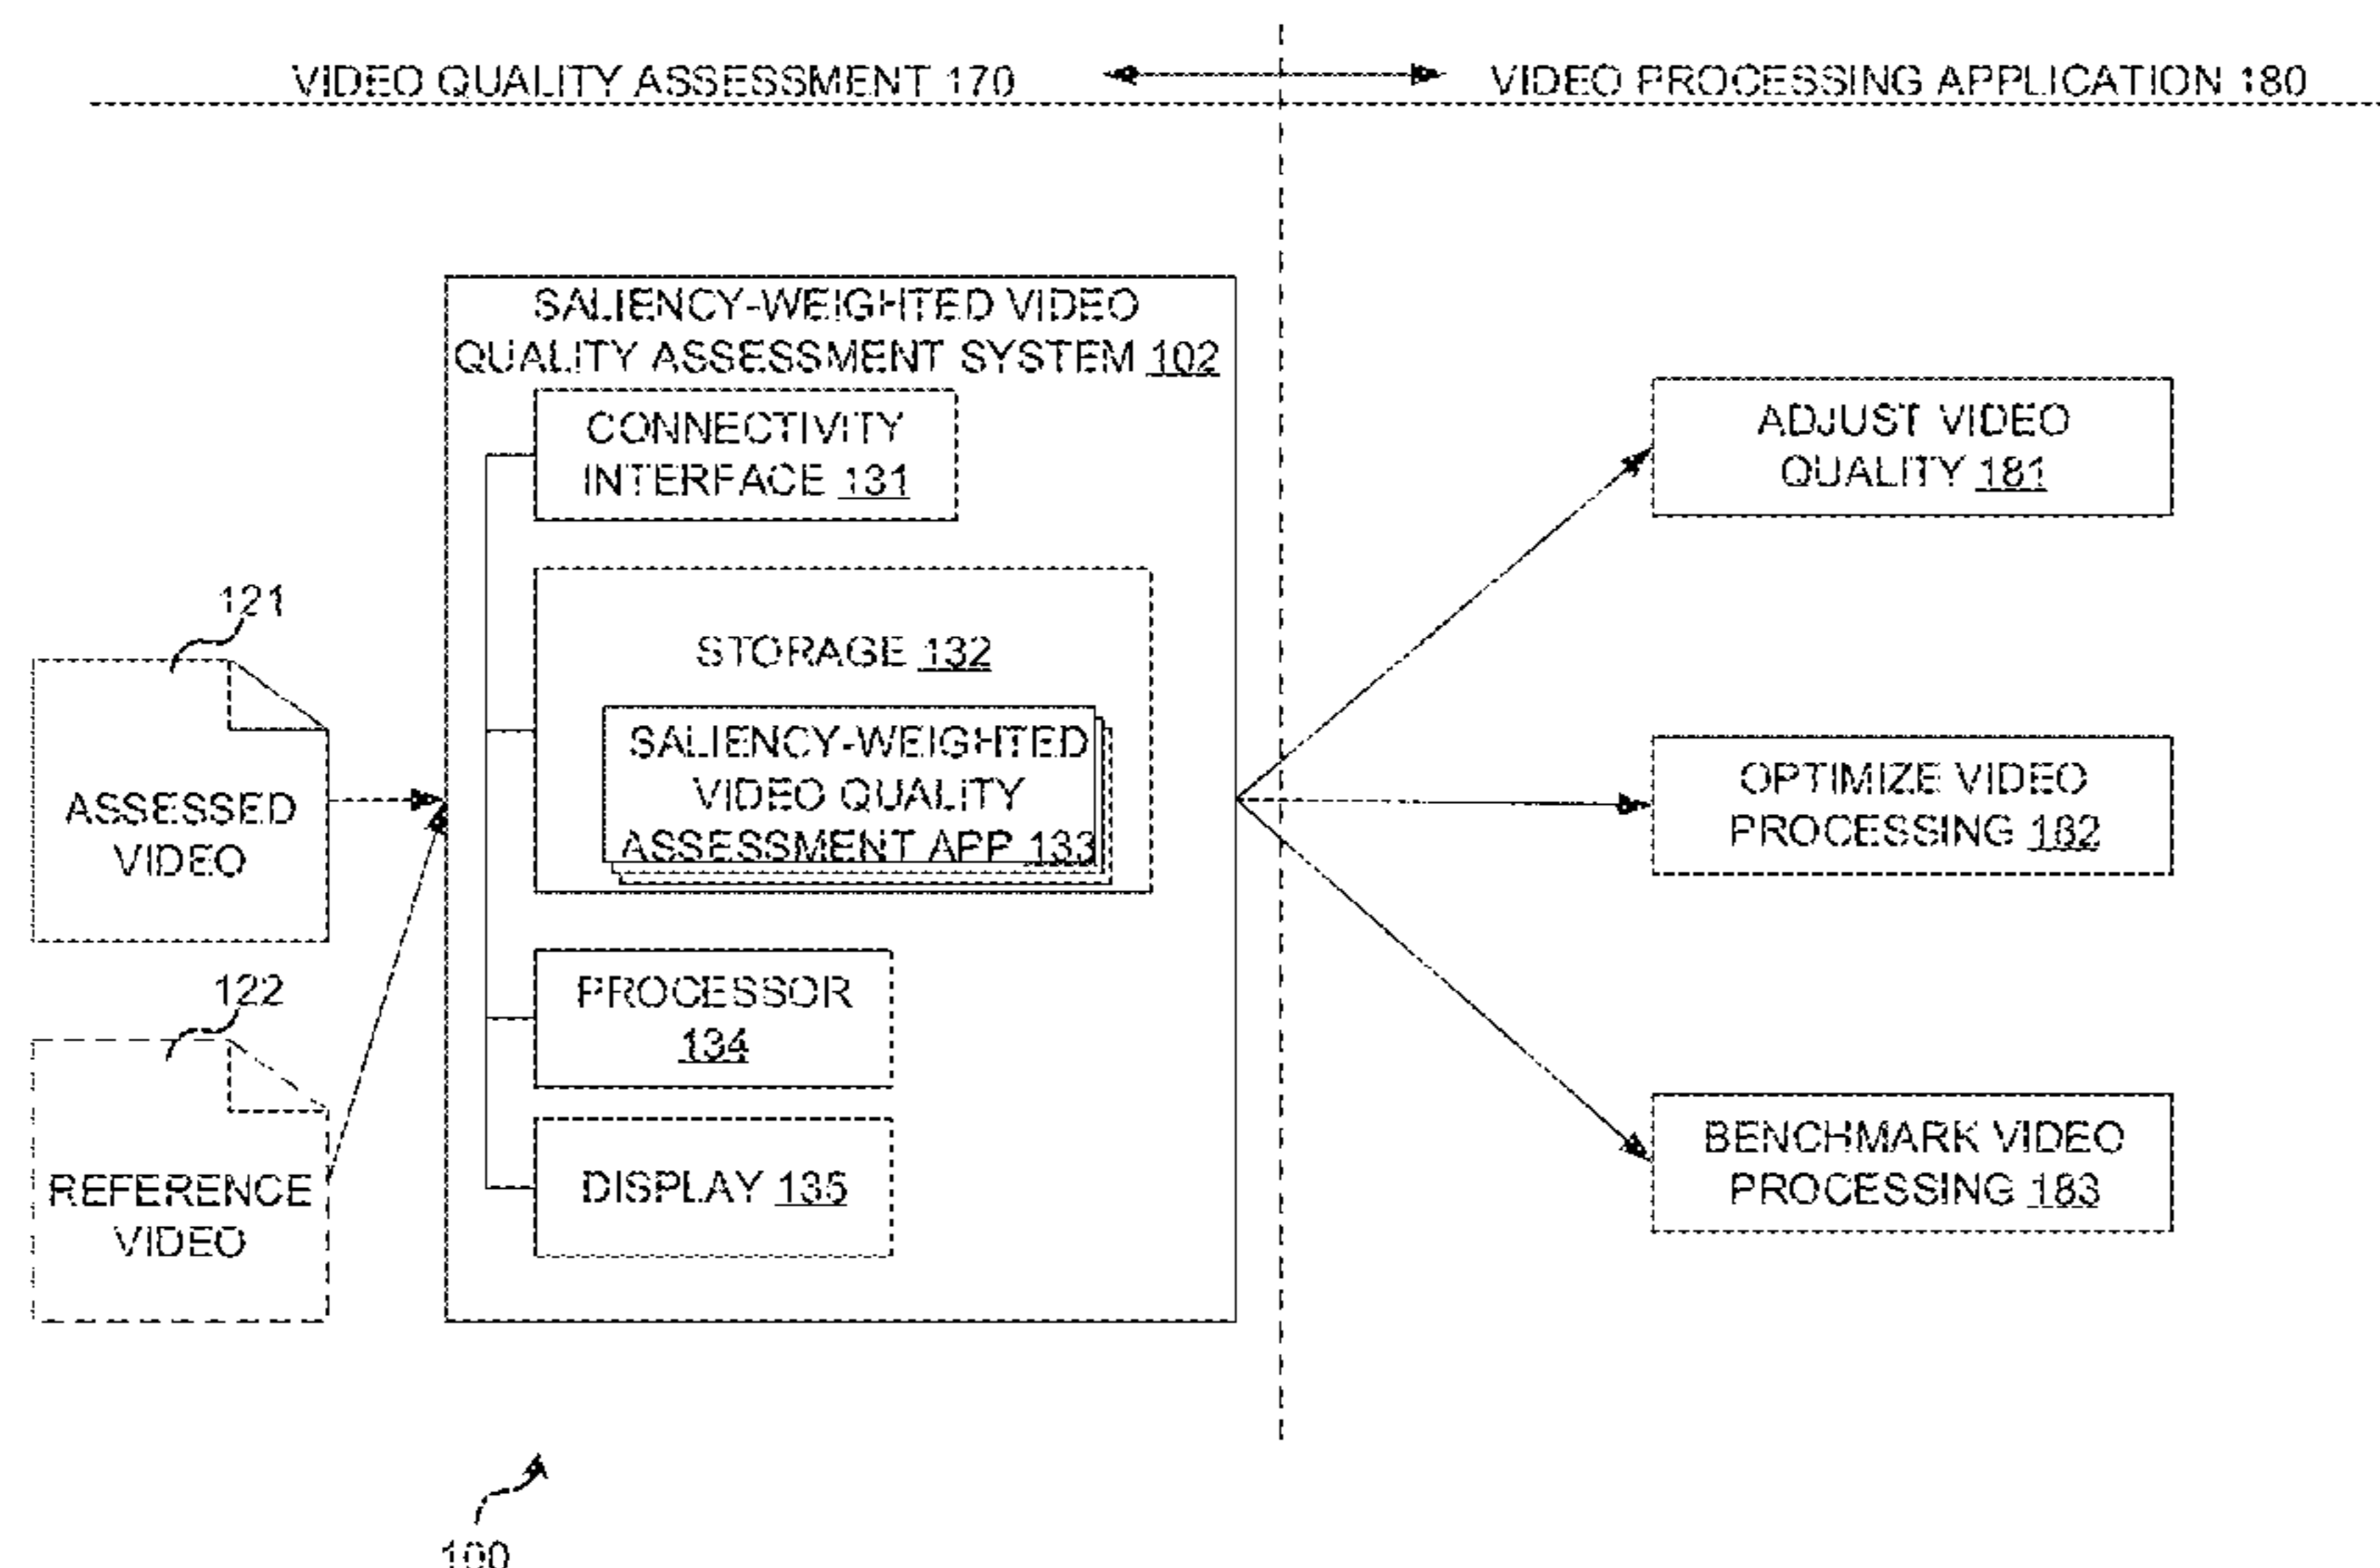 VIDEO QUALITY ASSESSMENT 170
VIDEO PROCESSING APPLICATION 180
SALIENCY-WEIGHTED VIDEO
QUALITY ASSESSMENT SYSTEM 102
CONNECTIVITY
INTERFACE 131
STORAGE 132
SALIENCY-WEIGHTED
VIDEO QUALITY
ASSESSMENT APP 133
PROCESSOR
134
DISPLAY 135
121
ASSESSED
VIDEO
122
REFERENCE
VIDEO
ADJUST VIDEO
QUALITY 181
OPTIMIZE VIDEO
PROCESSING 182
BENCHMARK VIDEO
PROCESSING 183
100